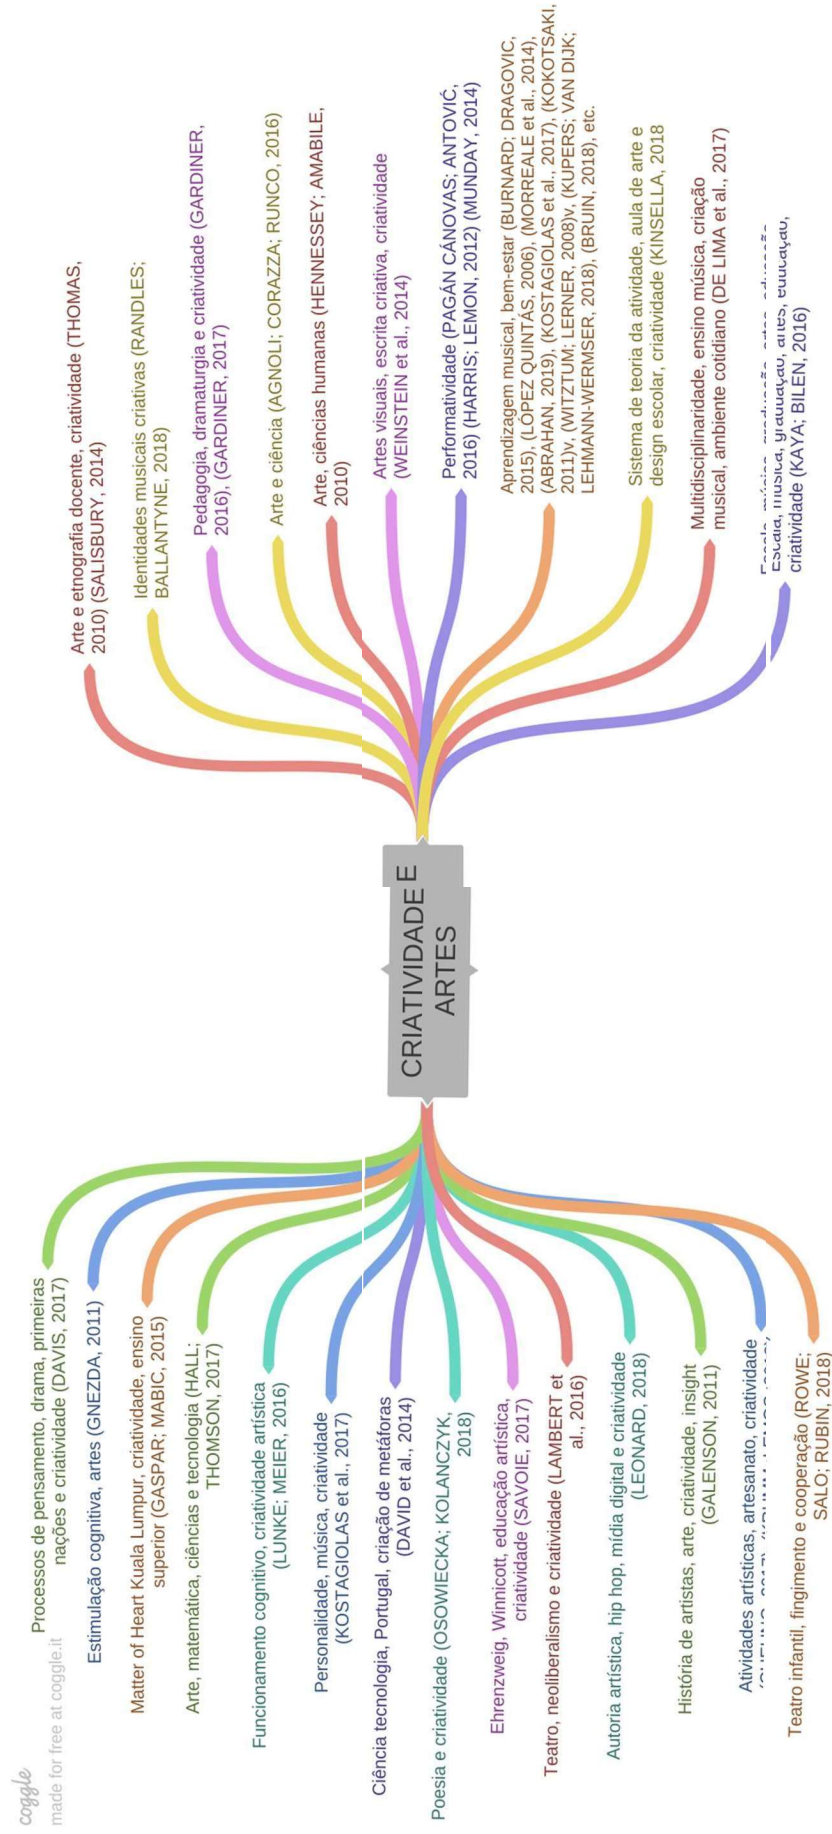 coggle
made for free at coggle.it
CRIATIVIDADE E
ARTES
Processos de pensamento, drama, primeiras
nações e criatividade (DAVIS, 2017)
Estimulação cognitiva, artes (GNEZDA, 2011)
Matter of Heart Kuala Lumpur, criatividade, ensino
superior (GASPAR; MABIC, 2015)
Arte, matemática, ciências e tecnologia (HALL;
THOMSON, 2017)
Funcionamento cognitivo, criatividade artística
(LUNKE; MEIER, 2016)
Personalidade, música, criatividade
(KOSTAGIOLAS et al., 2017)
Ciência tecnologia, Portugal, criação de metáforas
(DAVID et al., 2014)
Poesia e criatividade (OSOWIECKA; KOLANCZYK,
2018)
Ehrenzweig, Winnicott, educação artística,
criatividade (SAVOIE, 2017)
Teatro, neoliberalismo e criatividade (LAMBERT et
al., 2016)
Autoria artística, hip hop, mídia digital e criatividade
(LEONARD, 2018)
História de artistas, arte, criatividade, insight
(GALENSON, 2011)
Atividades artísticas, artesanato, criatividade
Teatro infantil, fingimento e cooperação (ROWE;
SALO; RUBIN, 2018)
Arte e etnografia docente, criatividade (THOMAS,
2010) (SALISBURY, 2014)
Identidades musicais criativas (RANDLES;
BALLANTYNE, 2018)
Pedagogia, dramaturgia e criatividade (GARDINER,
2016), (GARDINER, 2017)
Arte e ciência (AGNOLI; CORAZZA; RUNCO, 2016)
Arte, ciências humanas (HENNESSEY; AMABILE,
2010)
Artes visuais, escrita criativa, criatividade
(WEINSTEIN et al., 2014)
Performatividade (PAGÁN CÁNOVAS; ANTOVIĆ,
2016) (HARRIS; LEMON, 2012) (MUNDAY, 2014)
Aprendizagem musical, bem-estar (BURNARD; DRAGOVIC,
2015), (LÓPEZ QUINTÁS, 2006), (MORREALE et al., 2014),
(ABRAHAN, 2019), (KOSTAGIOLAS et al., 2017), (KOKOTSAKI,
2011)v, (WITZTUM; LERNER, 2008)v, (KUPERS; VAN DIJK;
LEHMANN-WERMSER, 2018), (BRUIN, 2018), etc.
Sistema de teoria da atividade, aula de arte e
design escolar, criatividade (KINSELLA, 2018
Multidisciplinaridade, ensino música, criação
musical, ambiente cotidiano (DE LIMA et al., 2017)
Escala, música, graduação, artes, educação,
criatividade (KAYA; BILEN, 2016)